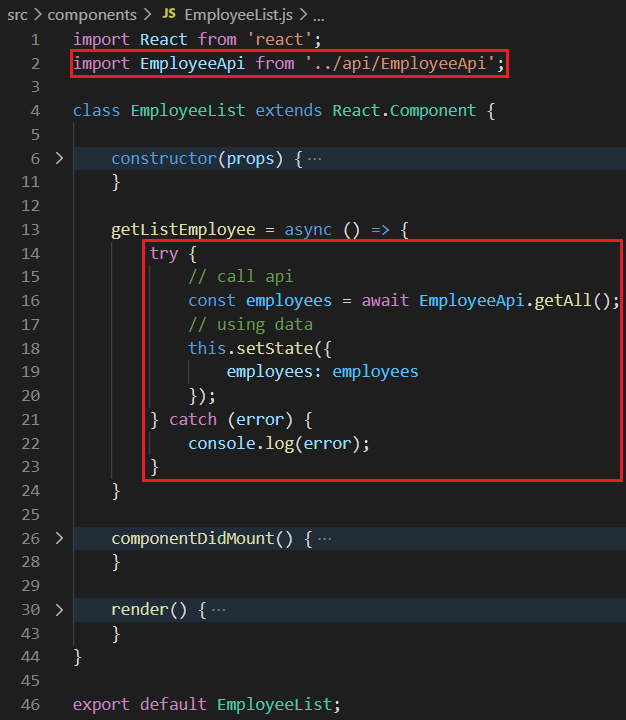 src > components > JS EmployeeList.js > ...
1 import React from 'react';
2 import EmployeeApi from '../api/EmployeeApi';
3
4 class EmployeeList extends React.Component {
5
6 > constructor(props) { ···
11 }
12
13 getListEmployee = async () => {
14 try {
15 // call api
16 const employees = await EmployeeApi.getAll();
17 // using data
18 this.setState({
19 employees: employees
20 });
21 } catch (error) {
22 console.log(error);
23 }
24 }
25
26 > componentDidMount() { ···
28 }
29
30 > render() { ···
43 }
44 }
45
46 export default EmployeeList;